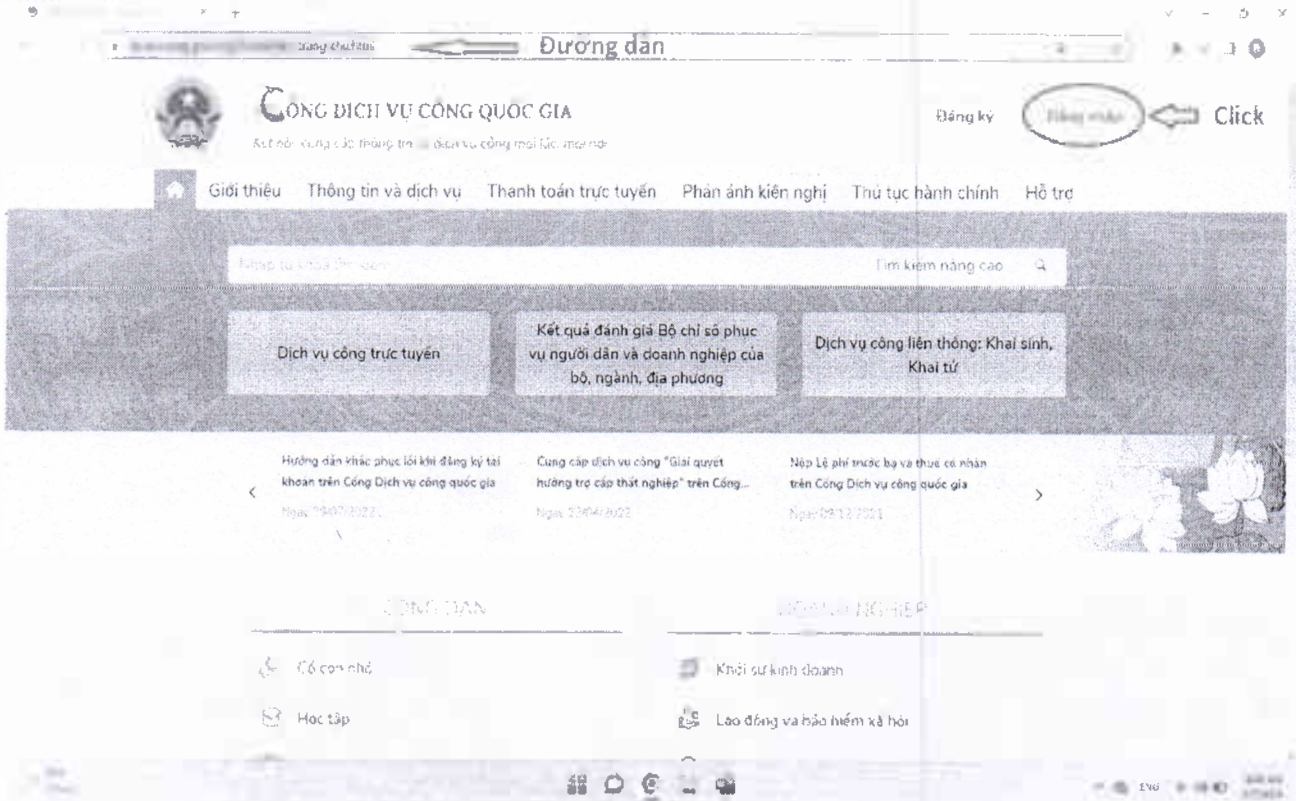 Đường dẫn
CỔNG DỊCH VỤ CÔNG QUỐC GIA
Đăng ký
Click
Giới thiệu Thông tin và dịch vụ Thanh toán trực tuyến Phản ánh kiến nghị Thủ tục hành chính Hỗ trợ
Tìm kiếm nâng cao
Dịch vụ công trực tuyến
Kết quả đánh giá Bộ chỉ số phục
vụ người dân và doanh nghiệp của
bộ, ngành, địa phương
Dịch vụ công liên thông: Khai sinh,
Khai tử
Hướng dẫn khắc phục lỗi khi đăng ký tài
khoản trên Cổng Dịch vụ công quốc gia
Cung cấp dịch vụ công "Giải quyết
hưởng trợ cấp thất nghiệp" trên Cổng...
Nộp Lệ phí trước bạ và thuế cá nhân
trên Cổng Dịch vụ công quốc gia
CÔNG DÂN
DOANH NGHIỆP
Có con nhỏ
Khởi sự kinh doanh
Học tập
Lao động và bảo hiểm xã hội
ENG